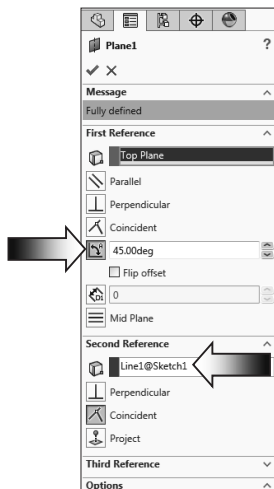 Plane1 ?
Message
Fully defined
First Reference
Top Plane
Parallel
Perpendicular
Coincident
45.00deg
Flip offset
0
Mid Plane
Second Reference
Line1@Sketch1
Perpendicular
Coincident
Project
Third Reference
Options